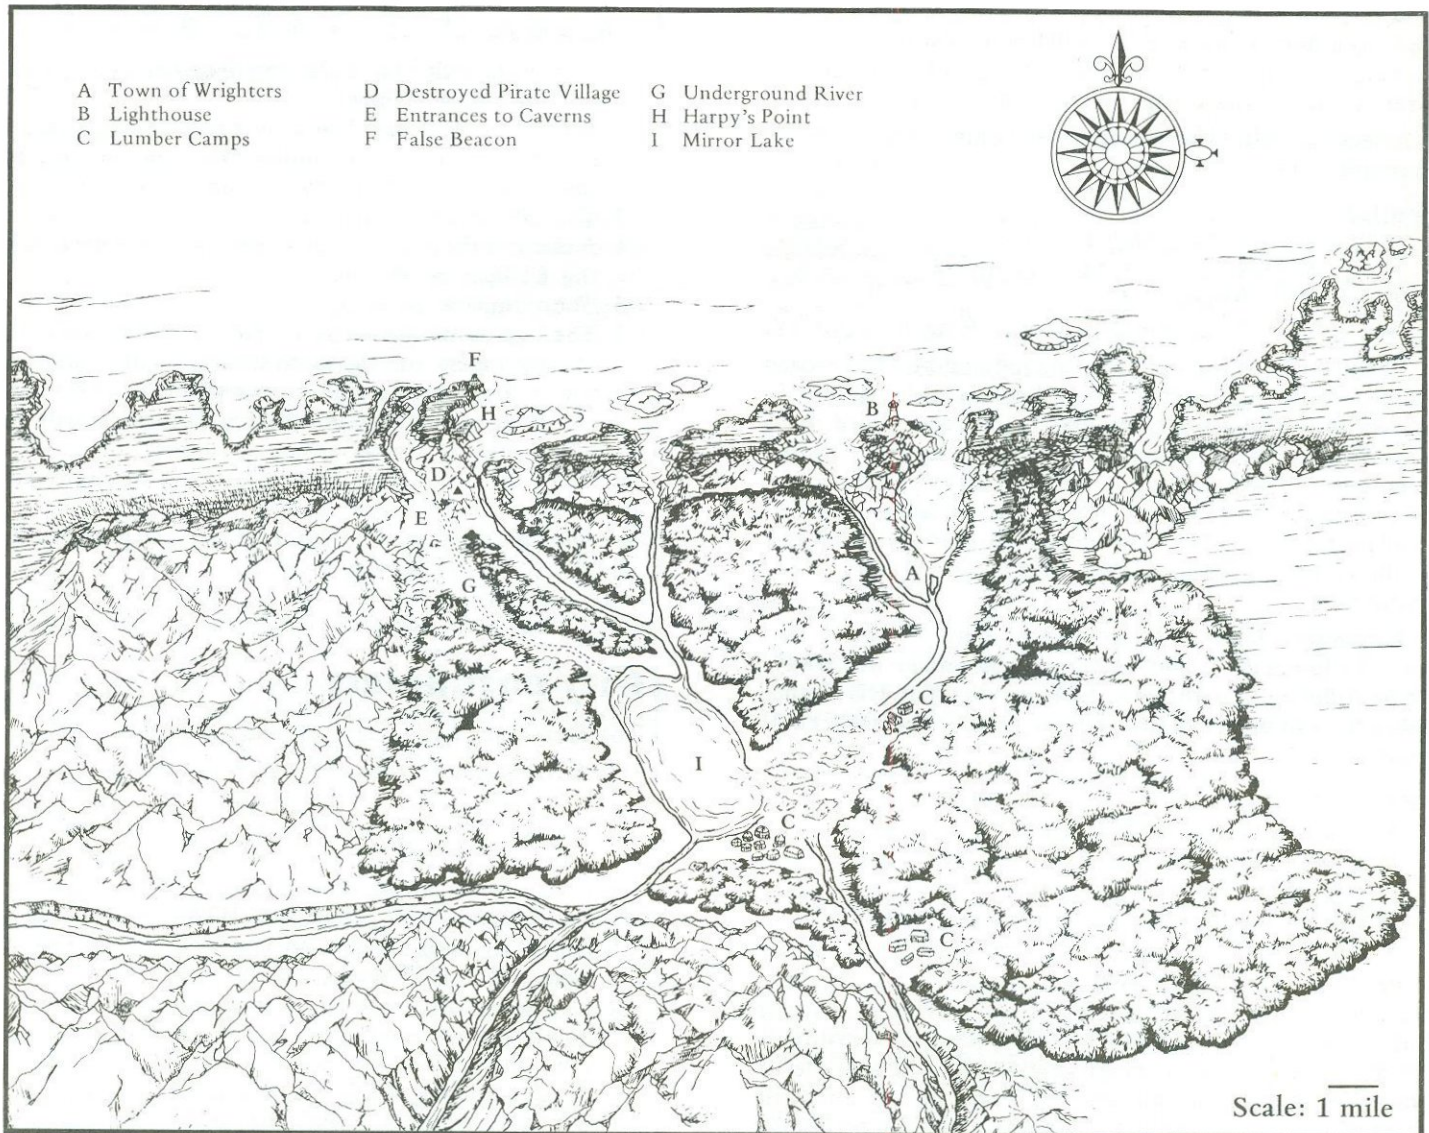 A Town of Wrighters
B Lighthouse
C Lumber Camps
D Destroyed Pirate Village
E Entrances to Caverns
F False Beacon
G Underground River
H Harpy's Point
I Mirror Lake
F
H
B
D
E
A
G
C
I
C
C
Scale: 1 mile